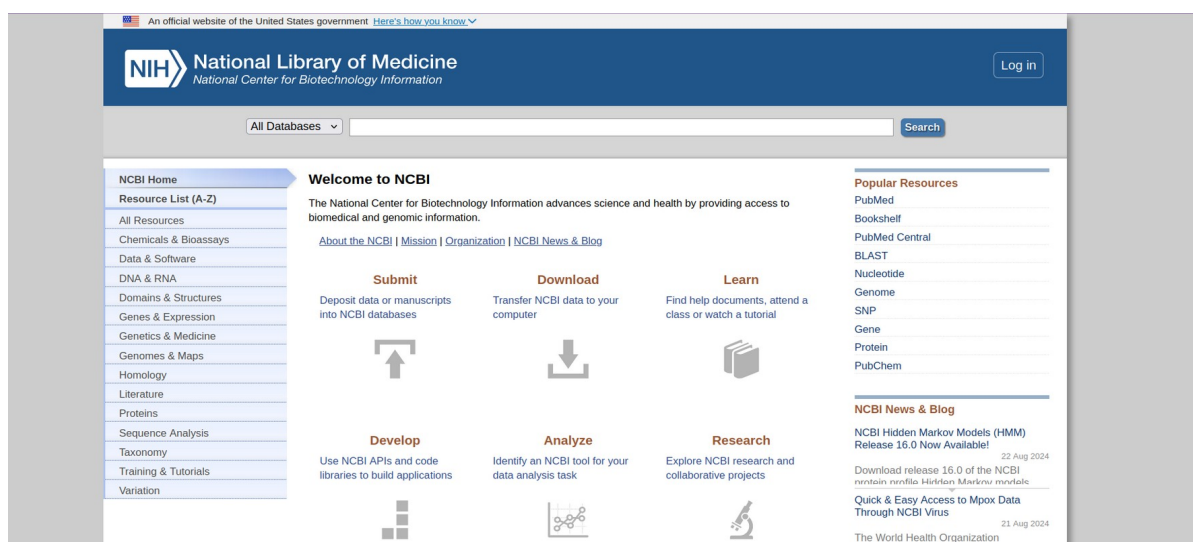 An official website of the United States government Here's how you know
NIH National Library of Medicine
National Center for Biotechnology Information
Log in
All Databases
Search
NCBI Home
Resource List (A-Z)
All Resources
Chemicals & Bioassays
Data & Software
DNA & RNA
Domains & Structures
Genes & Expression
Genetics & Medicine
Genomes & Maps
Homology
Literature
Proteins
Sequence Analysis
Taxonomy
Training & Tutorials
Variation
Welcome to NCBI
The National Center for Biotechnology Information advances science and health by providing access to
biomedical and genomic information.
About the NCBI | Mission | Organization | NCBI News & Blog
Submit
Deposit data or manuscripts
into NCBI databases
Download
Transfer NCBI data to your
computer
Learn
Find help documents, attend a
class or watch a tutorial
Develop
Use NCBI APIs and code
libraries to build applications
Analyze
Identify an NCBI tool for your
data analysis task
Research
Explore NCBI research and
collaborative projects
Popular Resources
PubMed
Bookshelf
PubMed Central
BLAST
Nucleotide
Genome
SNP
Gene
Protein
PubChem
NCBI News & Blog
NCBI Hidden Markov Models (HMM)
Release 16.0 Now Available!
22 Aug 2024
Download release 16.0 of the NCBI
protein profile Hidden Markov models
Quick & Easy Access to Mpox Data
Through NCBI Virus
21 Aug 2024
The World Health Organization